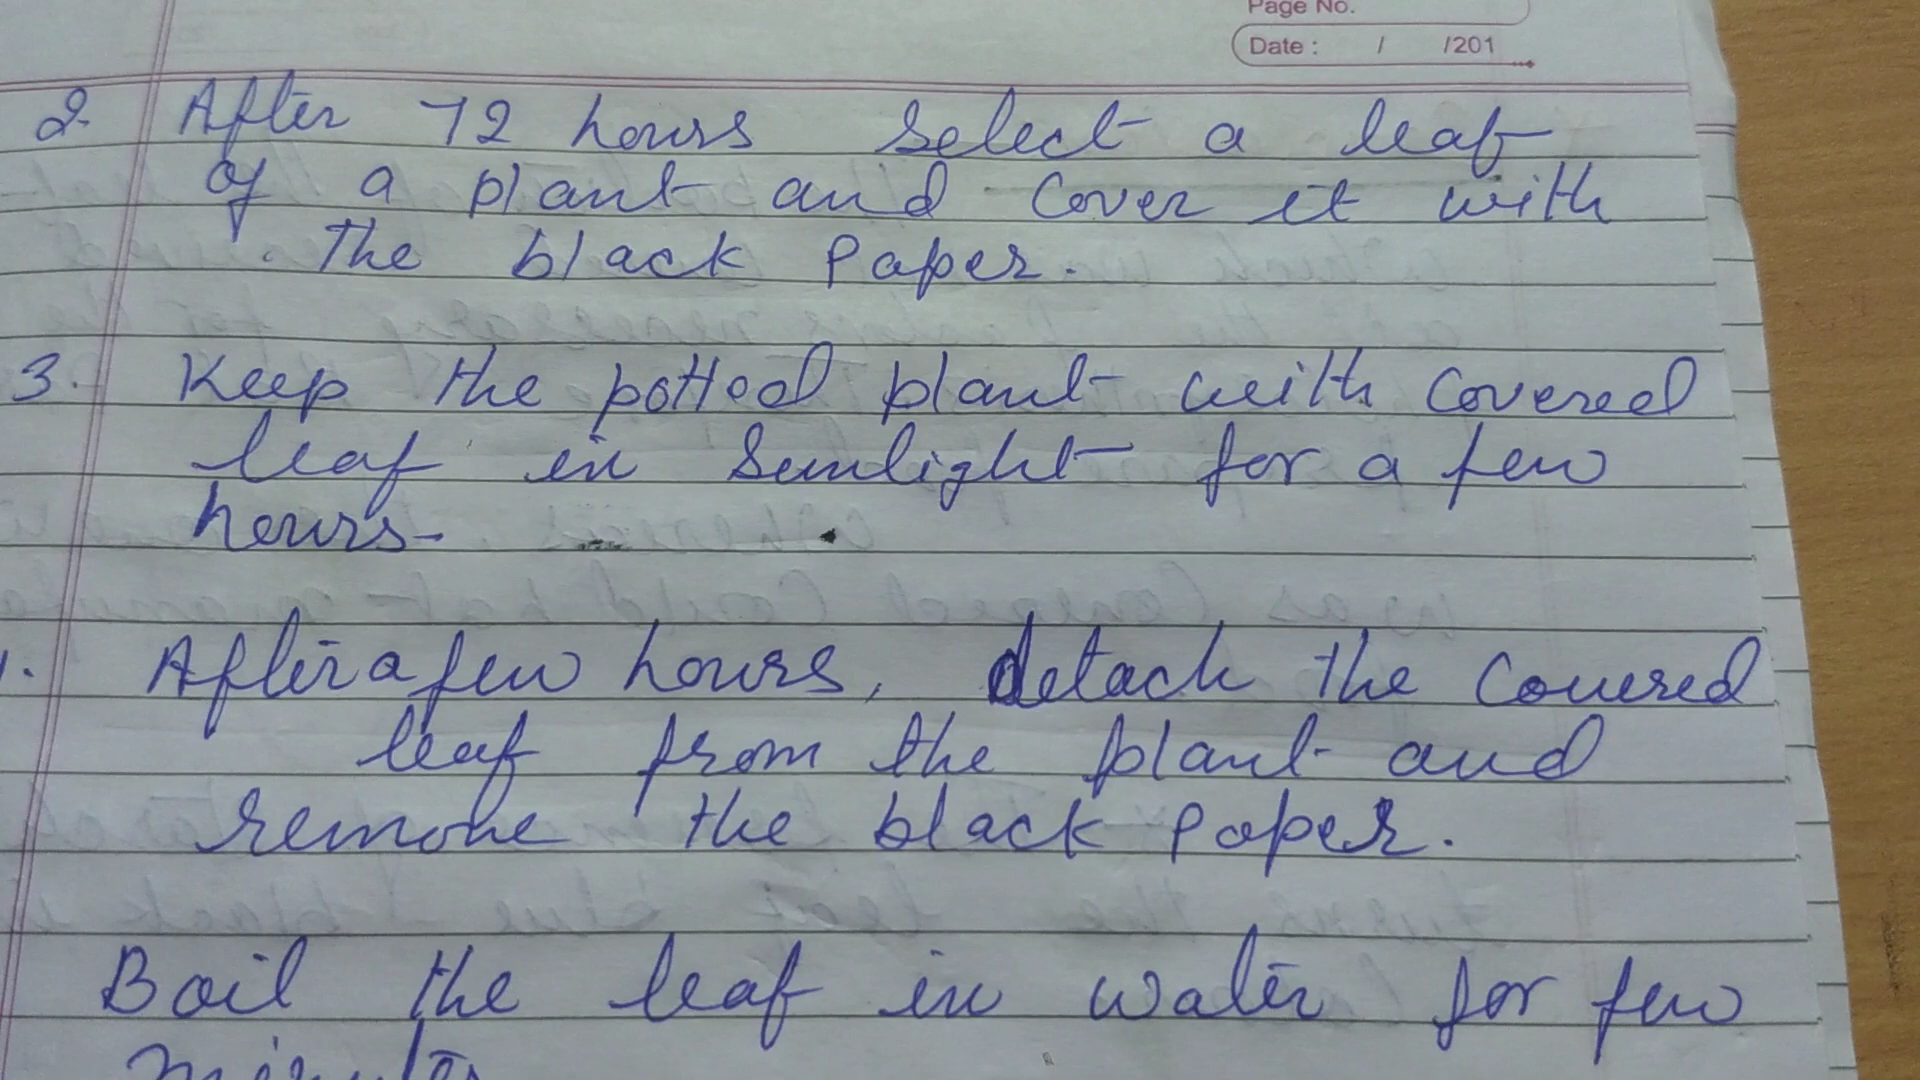 Page No.
Date : / /201
2. After 72 hours select a leaf
of a plant and cover it with
the black paper.
3. Keep the potted plant with covered
leaf in sunlight for a few
hours.
After a few hours, detach the covered
leaf from the plant and
remove the black paper.
Boil the leaf in water for few
minutes